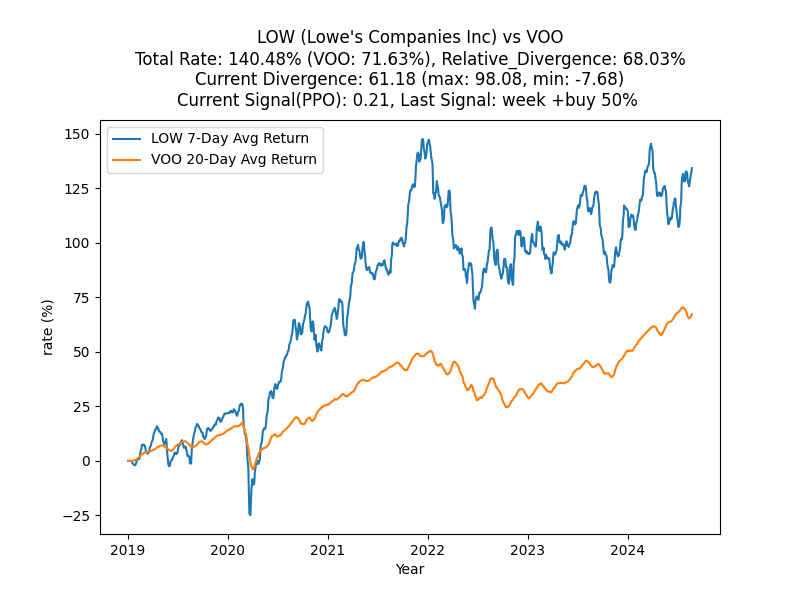 LOW (Lowe's Companies Inc) vs VOO
Total Rate: 140.48% (VOO: 71.63%), Relative_Divergence: 68.03%
Current Divergence: 61.18 (max: 98.08, min: -7.68)
Current Signal(PPO): 0.21, Last Signal: week +buy 50%
LOW 7-Day Avg Return
VOO 20-Day Avg Return
150
125
100
75
50
25
0
−25
rate (%)
2019
2020
2021
2022
2023
2024
Year